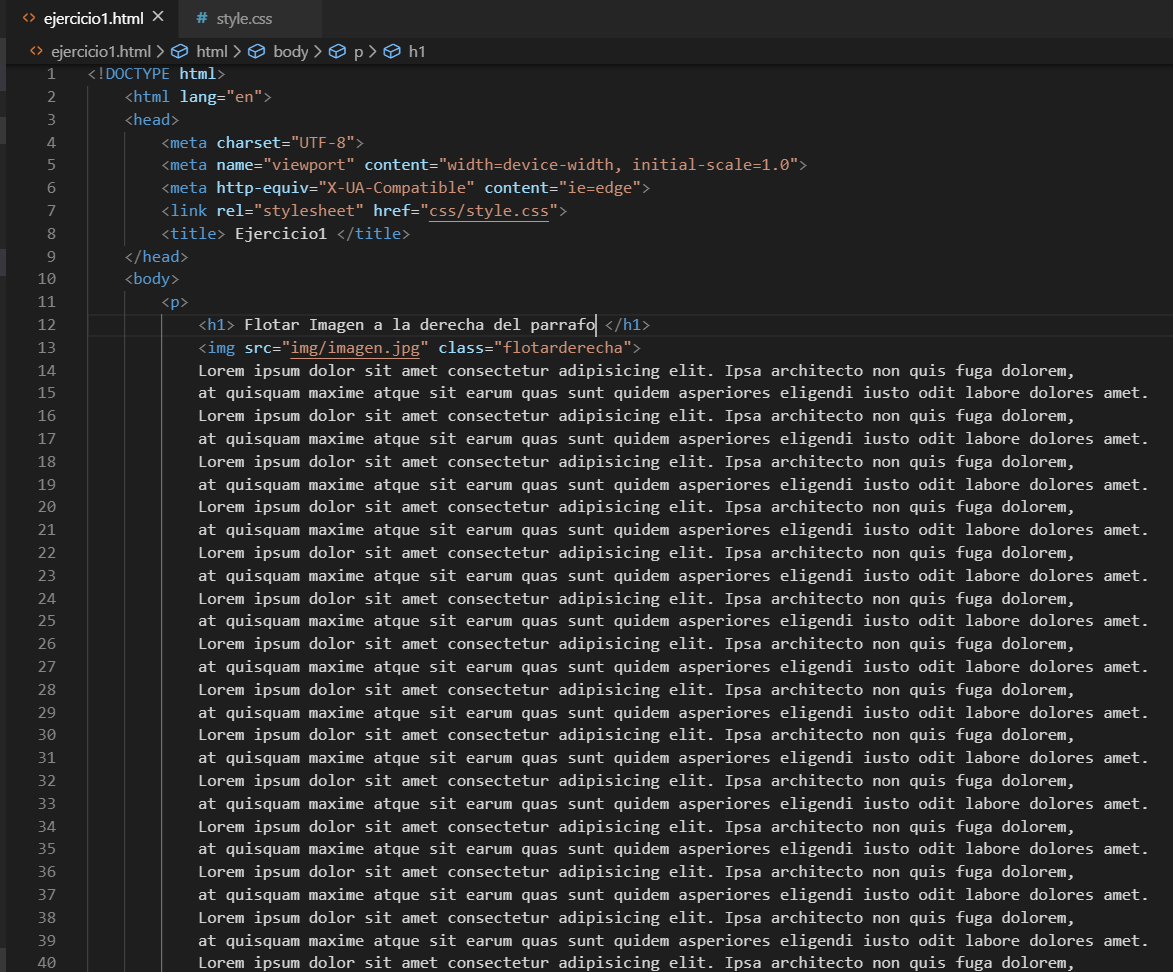 ejercicio1.html style.css
ejercicio1.html > html > body > p > h1
1 <!DOCTYPE html>
2 <html lang="en">
3 <head>
4 <meta charset="UTF-8">
5 <meta name="viewport" content="width=device-width, initial-scale=1.0">
6 <meta http-equiv="X-UA-Compatible" content="ie=edge">
7 <link rel="stylesheet" href="css/style.css">
8 <title> Ejercicio1 </title>
9 </head>
10 <body>
11 <p>
12 <h1> Flotar Imagen a la derecha del parrafo </h1>
13 <img src="img/imagen.jpg" class="flotarderecha">
14 Lorem ipsum dolor sit amet consectetur adipisicing elit. Ipsa architecto non quis fuga dolorem,
15 at quisquam maxime atque sit earum quas sunt quidem asperiores eligendi iusto odit labore dolores amet.
16 Lorem ipsum dolor sit amet consectetur adipisicing elit. Ipsa architecto non quis fuga dolorem,
17 at quisquam maxime atque sit earum quas sunt quidem asperiores eligendi iusto odit labore dolores amet.
18 Lorem ipsum dolor sit amet consectetur adipisicing elit. Ipsa architecto non quis fuga dolorem,
19 at quisquam maxime atque sit earum quas sunt quidem asperiores eligendi iusto odit labore dolores amet.
20 Lorem ipsum dolor sit amet consectetur adipisicing elit. Ipsa architecto non quis fuga dolorem,
21 at quisquam maxime atque sit earum quas sunt quidem asperiores eligendi iusto odit labore dolores amet.
22 Lorem ipsum dolor sit amet consectetur adipisicing elit. Ipsa architecto non quis fuga dolorem,
23 at quisquam maxime atque sit earum quas sunt quidem asperiores eligendi iusto odit labore dolores amet.
24 Lorem ipsum dolor sit amet consectetur adipisicing elit. Ipsa architecto non quis fuga dolorem,
25 at quisquam maxime atque sit earum quas sunt quidem asperiores eligendi iusto odit labore dolores amet.
26 Lorem ipsum dolor sit amet consectetur adipisicing elit. Ipsa architecto non quis fuga dolorem,
27 at quisquam maxime atque sit earum quas sunt quidem asperiores eligendi iusto odit labore dolores amet.
28 Lorem ipsum dolor sit amet consectetur adipisicing elit. Ipsa architecto non quis fuga dolorem,
29 at quisquam maxime atque sit earum quas sunt quidem asperiores eligendi iusto odit labore dolores amet.
30 Lorem ipsum dolor sit amet consectetur adipisicing elit. Ipsa architecto non quis fuga dolorem,
31 at quisquam maxime atque sit earum quas sunt quidem asperiores eligendi iusto odit labore dolores amet.
32 Lorem ipsum dolor sit amet consectetur adipisicing elit. Ipsa architecto non quis fuga dolorem,
33 at quisquam maxime atque sit earum quas sunt quidem asperiores eligendi iusto odit labore dolores amet.
34 Lorem ipsum dolor sit amet consectetur adipisicing elit. Ipsa architecto non quis fuga dolorem,
35 at quisquam maxime atque sit earum quas sunt quidem asperiores eligendi iusto odit labore dolores amet.
36 Lorem ipsum dolor sit amet consectetur adipisicing elit. Ipsa architecto non quis fuga dolorem,
37 at quisquam maxime atque sit earum quas sunt quidem asperiores eligendi iusto odit labore dolores amet.
38 Lorem ipsum dolor sit amet consectetur adipisicing elit. Ipsa architecto non quis fuga dolorem,
39 at quisquam maxime atque sit earum quas sunt quidem asperiores eligendi iusto odit labore dolores amet.
40 Lorem ipsum dolor sit amet consectetur adipisicing elit. Ipsa architecto non quis fuga dolorem,